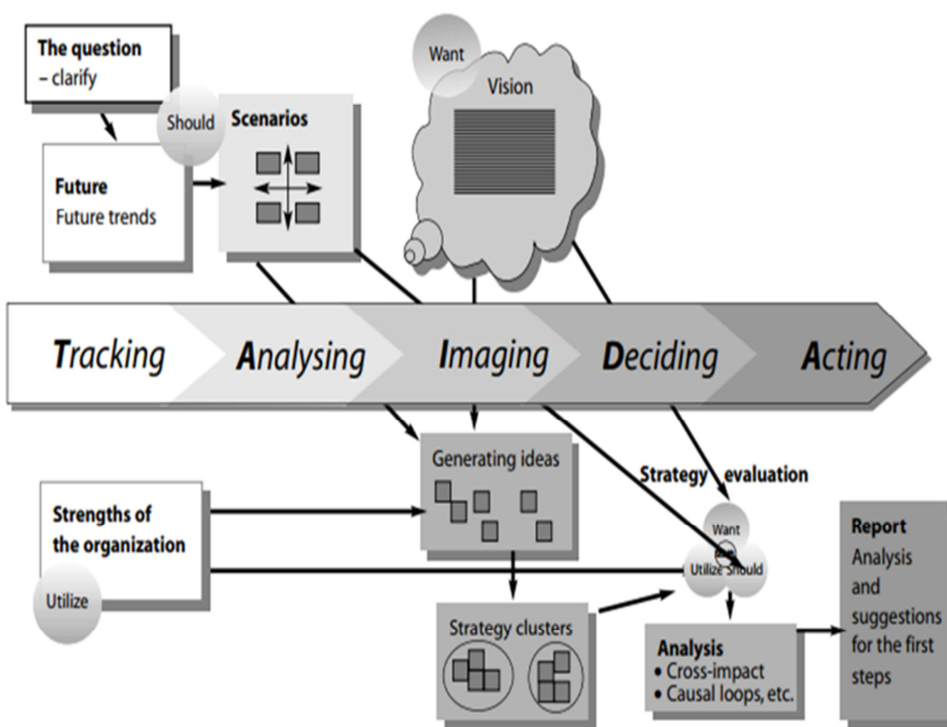 The question
– clarify
Should
Scenarios
Want
Vision
Future
Future trends
Tracking
Analysing
Imaging
Deciding
Acting
Generating ideas
Strategy evaluation
Strengths of
the organization
Utilize
Want
Utilize Should
Strategy clusters
Analysis
• Cross-impact
• Causal loops, etc.
Report
Analysis
and
suggestions
for the first
steps